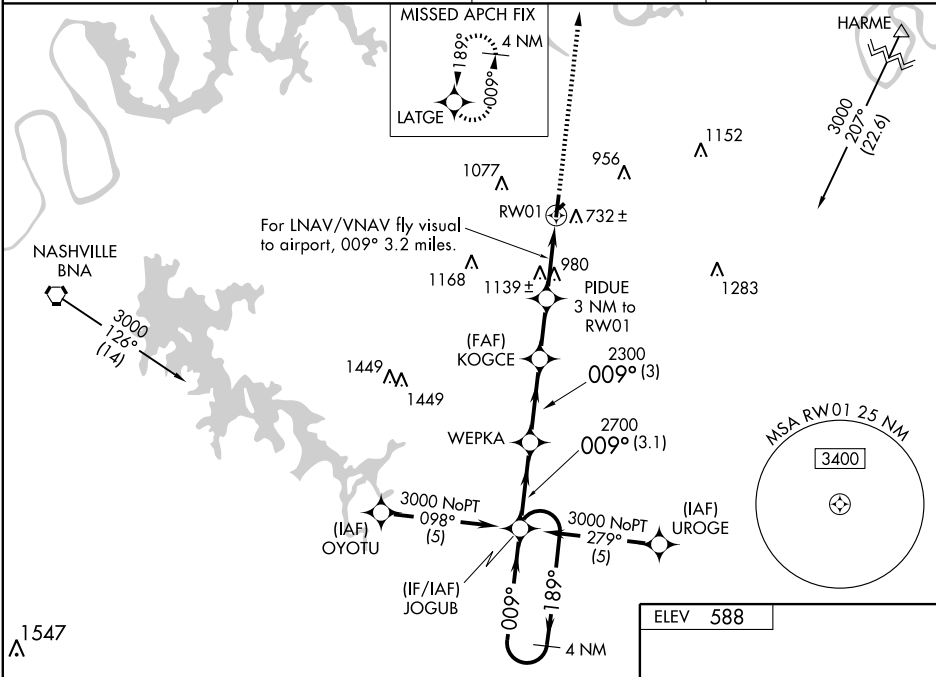 MISSED APCH FIX
4 NM
189°
009°
LATGE
HARME
3000
207°
(22.6)
1152
956
1077
RW01
732 ±
For LNAV/VNAV fly visual
to airport, 009° 3.2 miles.
NASHVILLE
BNA
1168
1139 ±
980
PIDUE
3 NM to
RW01
1283
3000
126°
(14)
(FAF)
KOGCE
2300
009° (3)
1449
1449
WEPKA
2700
009° (3.1)
MSA RW01 25 NM
3400
3000 NoPT
098°
(5)
(IAF)
OYOTU
3000 NoPT
279°
(5)
(IAF)
UROGE
(IF/IAF)
JOGUB
009°
189°
4 NM
ELEV 588
1547